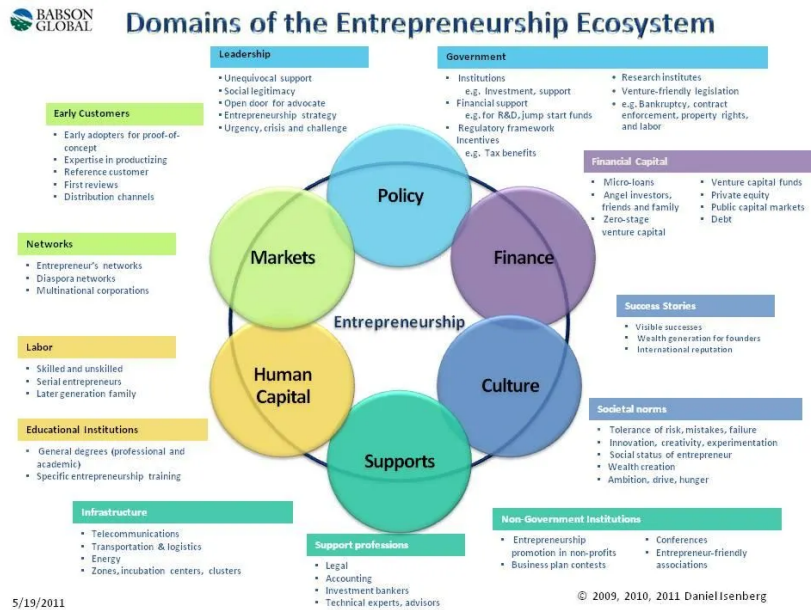 BABSON
GLOBAL
Domains of the Entrepreneurship Ecosystem
Leadership
▪ Unequivocal support
▪ Social legitimacy
▪ Open door for advocate
▪ Entrepreneurship strategy
▪ Urgency, crisis and challenge
Government
▪ Institutions
e.g. Investment, support
▪ Financial support
e.g. for R&D, jump start funds
▪ Regulatory framework
Incentives
e.g. Tax benefits
▪ Research institutes
▪ Venture-friendly legislation
▪ e.g. Bankruptcy, contract
enforcement, property rights,
and labor
Early Customers
▪ Early adopters for proof-of-
concept
▪ Expertise in productizing
▪ Reference customer
▪ First reviews
▪ Distribution channels
Financial Capital
▪ Micro-loans
▪ Angel investors,
friends and family
▪ Zero-stage
venture capital
▪ Venture capital funds
▪ Private equity
▪ Public capital markets
▪ Debt
Networks
▪ Entrepreneur's networks
▪ Diaspora networks
▪ Multinational corporations
Policy
Markets
Finance
Entrepreneurship
Human
Capital
Culture
Supports
Success Stories
▪ Visible successes
▪ Wealth generation for founders
▪ International reputation
Labor
▪ Skilled and unskilled
▪ Serial entrepreneurs
▪ Later generation family
Societal norms
▪ Tolerance of risk, mistakes, failure
▪ Innovation, creativity, experimentation
▪ Social status of entrepreneur
▪ Wealth creation
▪ Ambition, drive, hunger
Educational Institutions
▪ General degrees (professional and
academic)
▪ Specific entrepreneurship training
Infrastructure
▪ Telecommunications
▪ Transportation & logistics
▪ Energy
▪ Zones, incubation centers, clusters
Support professions
▪ Legal
▪ Accounting
▪ Investment bankers
▪ Technical experts, advisors
Non-Government Institutions
▪ Entrepreneurship
promotion in non-profits
▪ Business plan contests
▪ Conferences
▪ Entrepreneur-friendly
associations
5/19/2011
© 2009, 2010, 2011 Daniel Isenberg